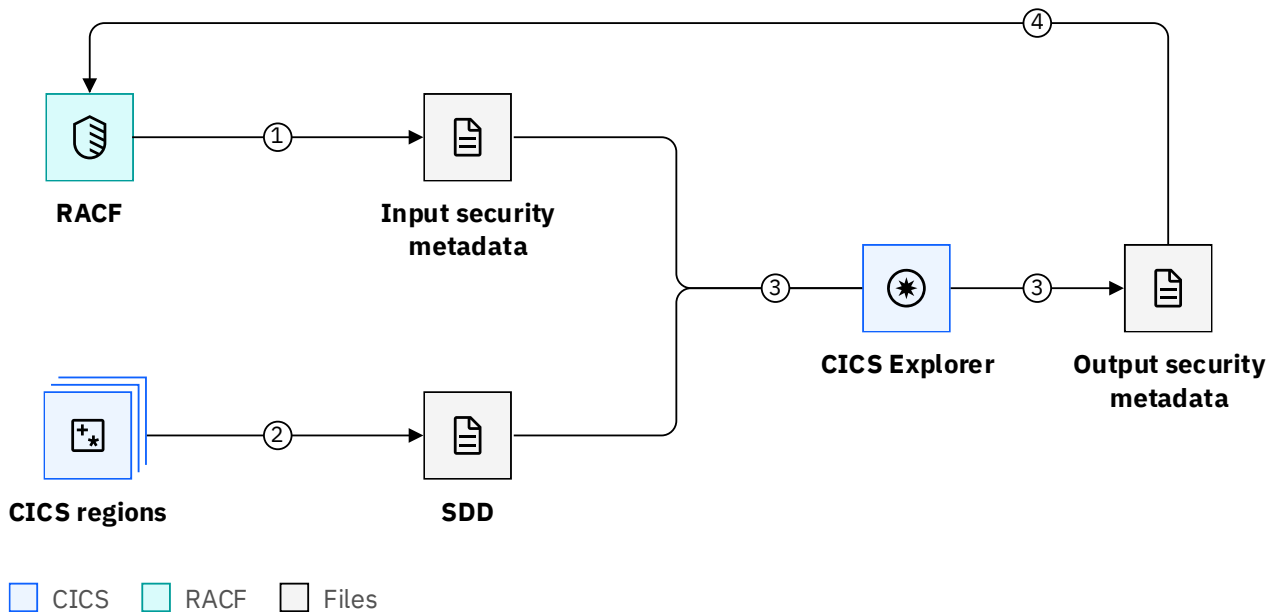 4
1
RACF
Input security
metadata
3
3
CICS Explorer
Output security
metadata
2
CICS regions
SDD
CICS
RACF
Files